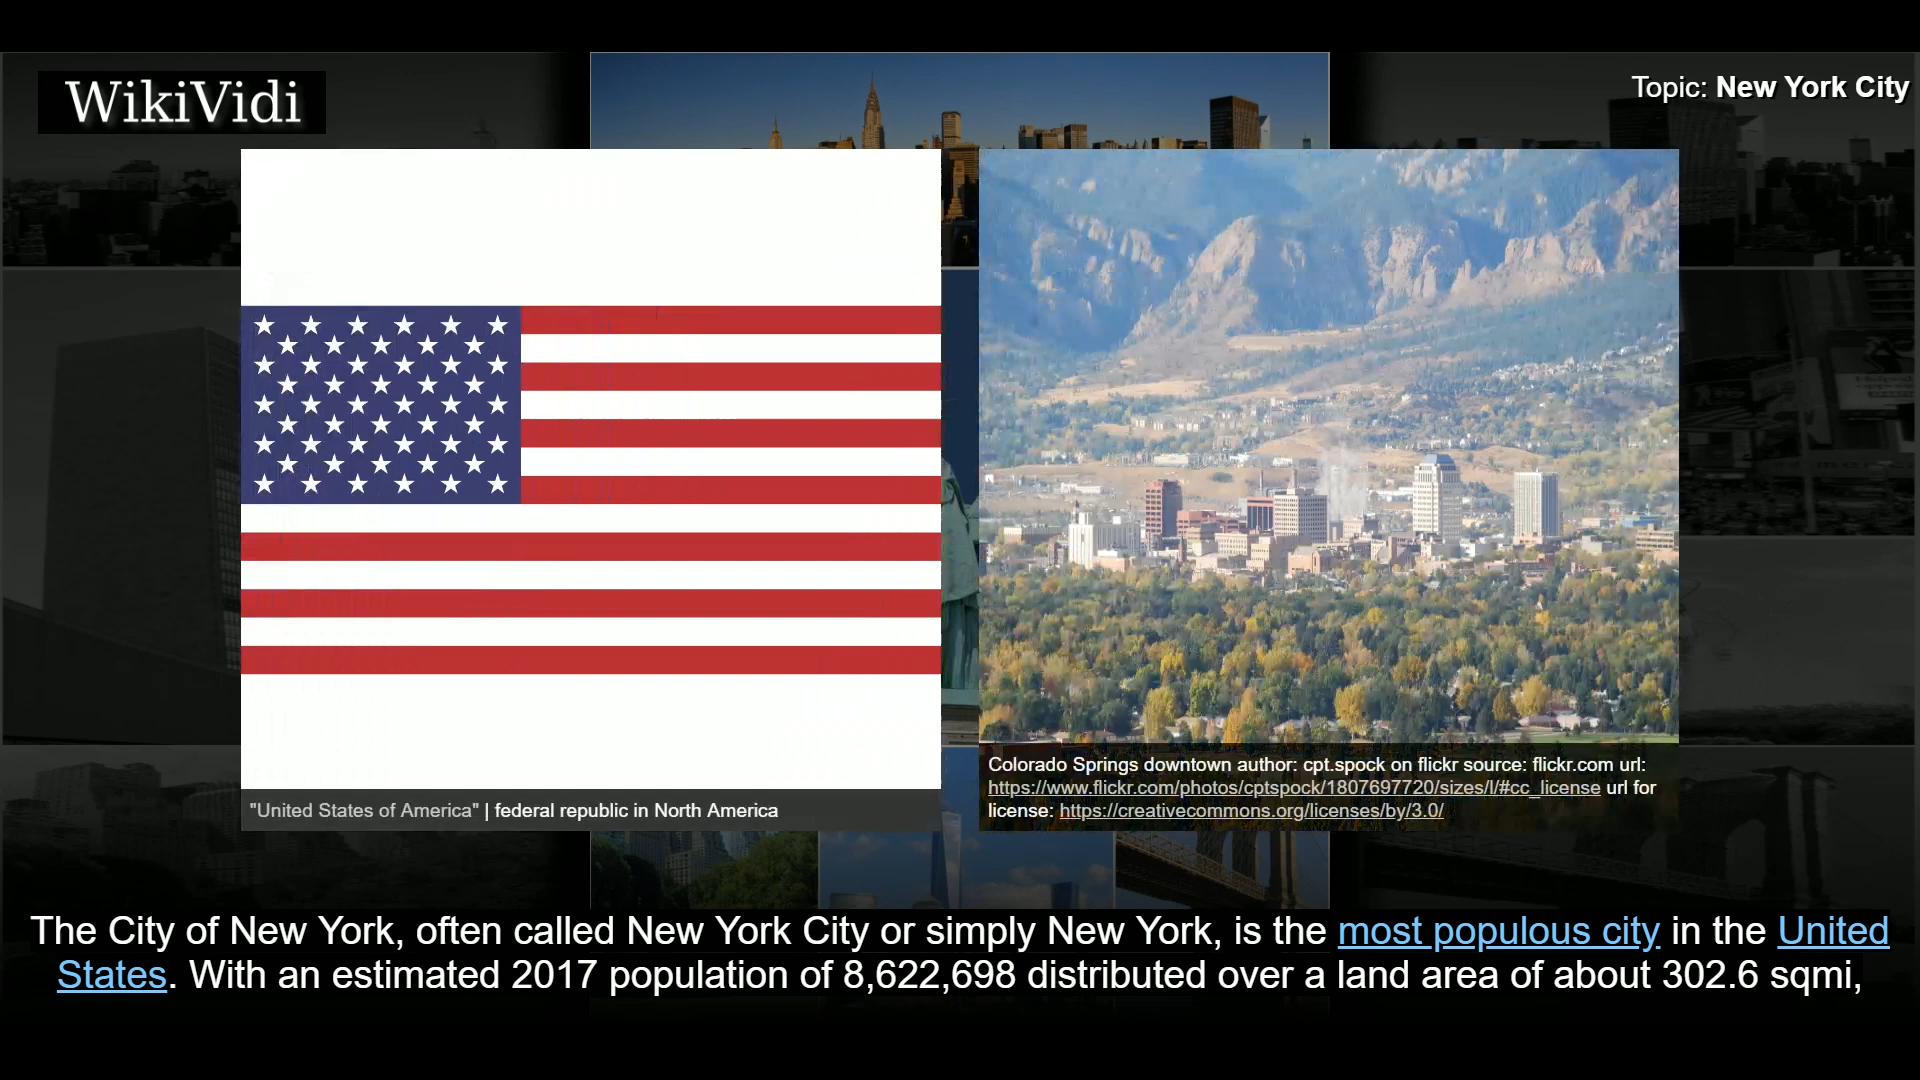 WikiVidi
Topic: New York City
"United States of America" | federal republic in North America
Colorado Springs downtown author: cpt.spock on flickr source: flickr.com url:
https://www.flickr.com/photos/cptspock/1807697720/sizes/l/#cc_license url for
license: https://creativecommons.org/licenses/by/3.0/
The City of New York, often called New York City or simply New York, is the most populous city in the United
States. With an estimated 2017 population of 8,622,698 distributed over a land area of about 302.6 sqmi,